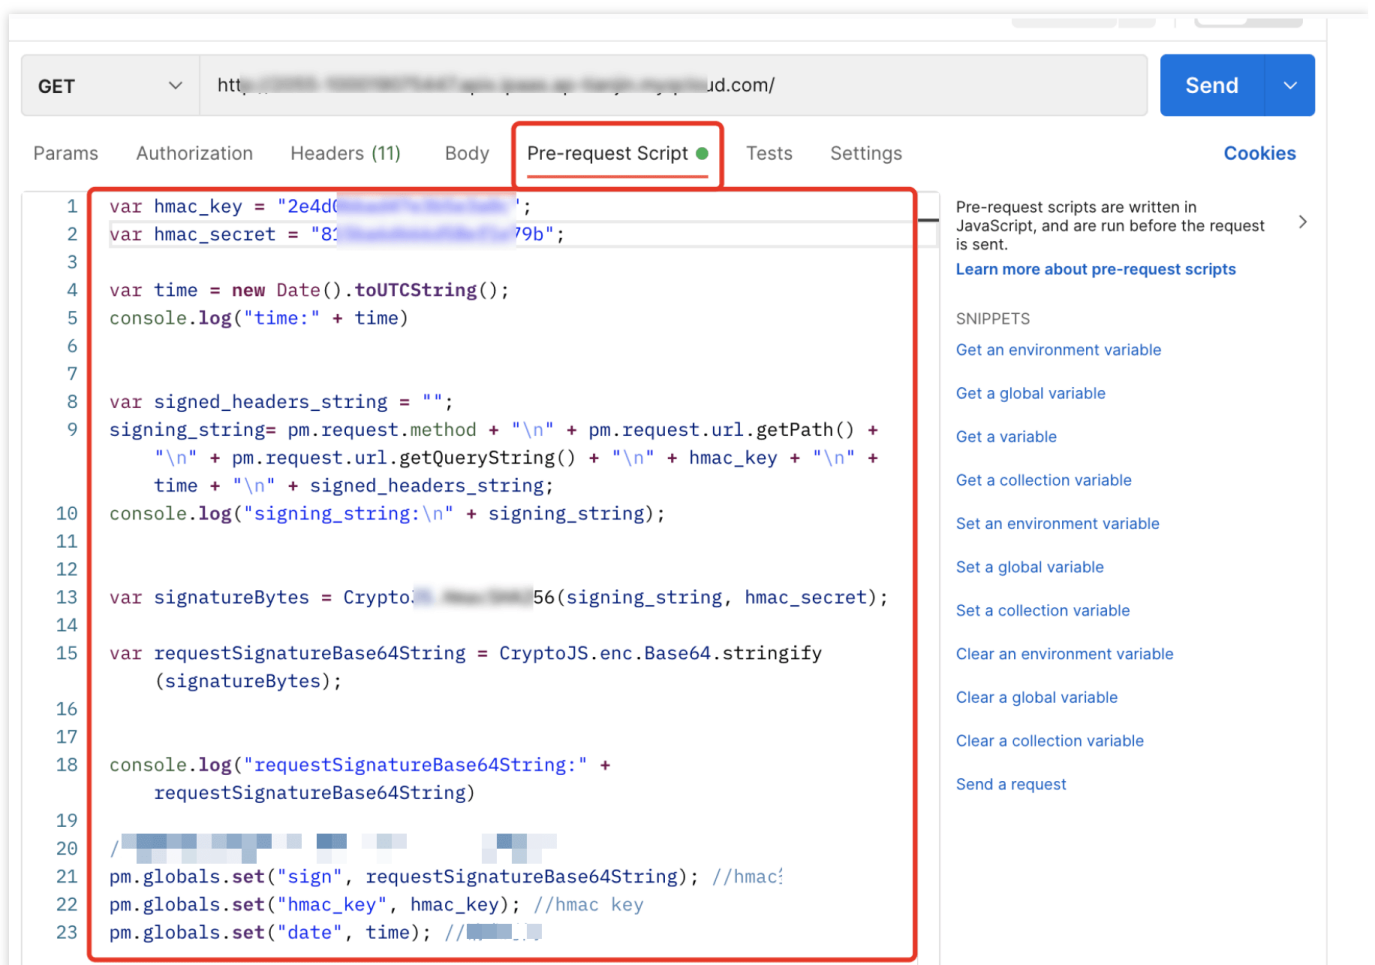 GET
htt ud.com/
Send
Params Authorization Headers (11) Body Pre-request Script Tests Settings Cookies
1 var hmac_key = "2e4d ";
2 var hmac_secret = "8 79b";
3
4 var time = new Date().toUTCString();
5 console.log("time:" + time)
6
7
8 var signed_headers_string = "";
9 signing_string= pm.request.method + "\n" + pm.request.url.getPath() +
"\n" + pm.request.url.getQueryString() + "\n" + hmac_key + "\n" +
time + "\n" + signed_headers_string;
10 console.log("signing_string:\n" + signing_string);
11
12
13 var signatureBytes = Crypto 56(signing_string, hmac_secret);
14
15 var requestSignatureBase64String = CryptoJS.enc.Base64.stringify
(signatureBytes);
16
17
18 console.log("requestSignatureBase64String:" +
requestSignatureBase64String)
19
20 /
21 pm.globals.set("sign", requestSignatureBase64String); //hmac
22 pm.globals.set("hmac_key", hmac_key); //hmac key
23 pm.globals.set("date", time); //
Pre-request scripts are written in
JavaScript, and are run before the request
is sent.
Learn more about pre-request scripts
SNIPPETS
Get an environment variable
Get a global variable
Get a variable
Get a collection variable
Set an environment variable
Set a global variable
Set a collection variable
Clear an environment variable
Clear a global variable
Clear a collection variable
Send a request